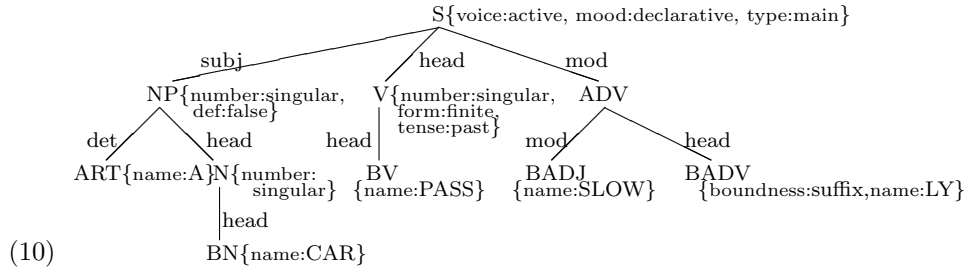 S{voice:active, mood:declarative, type:main}
subj head mod
NP{number:singular, V{number:singular, ADV
def:false} form:finite,
tense:past}
det head head mod head
ART{name:A}N{number: BV BADJ BADV
singular} {name:PASS} {name:SLOW} {boundness:suffix,name:LY}
head
(10) BN{name:CAR}